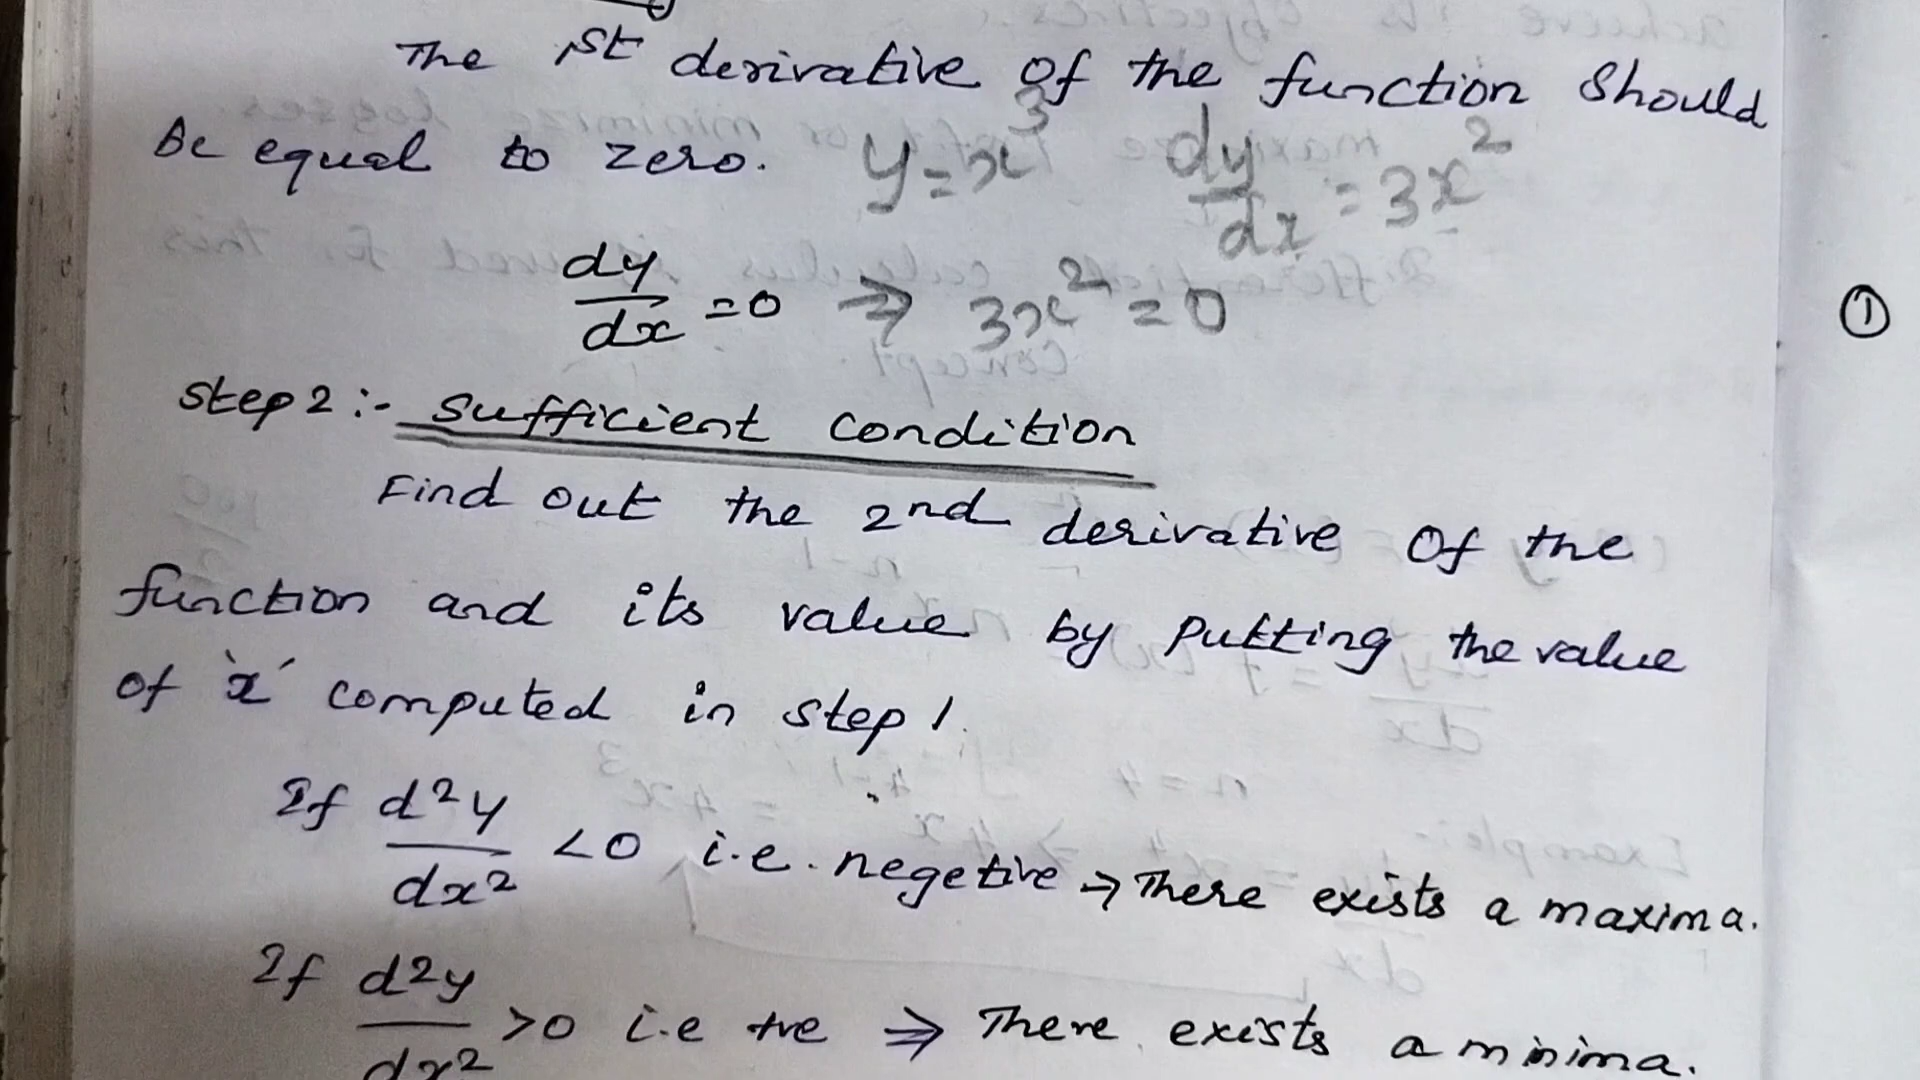 The 1st derivative of the function should
be equal to zero. y=x³ dy/dx = 3x²
dy/dx =0 ⇒ 3x²=0
①
Step 2:- Sufficient condition
Find out the 2nd derivative of the
function and its value by putting the value
of 'x' computed in step 1.
If d²y/dx² <0 i.e. negetive → There exists a maxima.
If d²y/dx² >0 i.e +ve ⇒ There exists a minima.